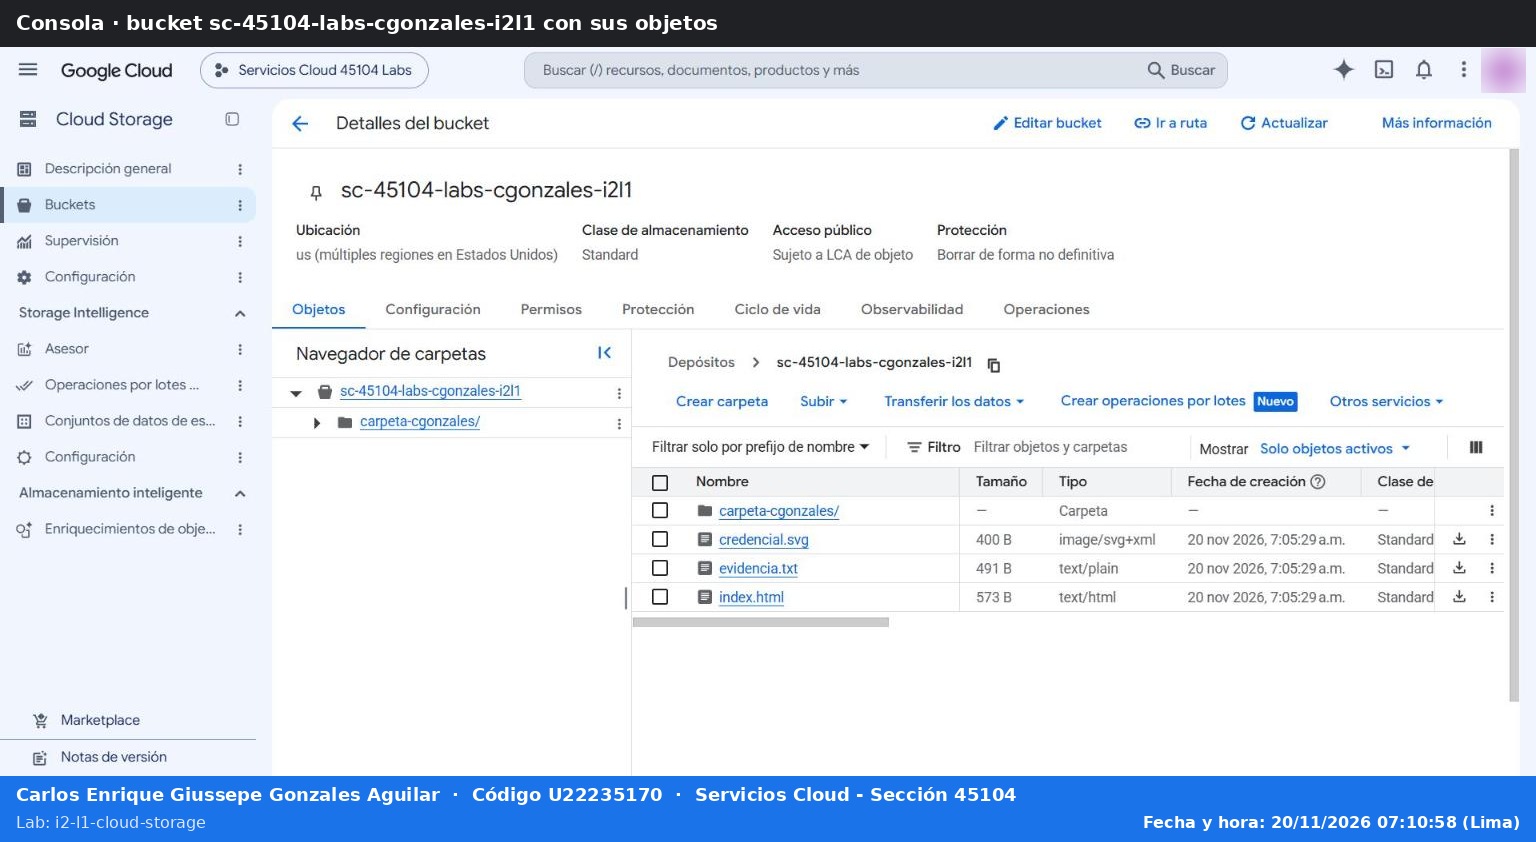 Consola · bucket sc-45104-labs-cgonzales-i2l1 con sus objetos
Google Cloud
Servicios Cloud 45104 Labs
Buscar (/) recursos, documentos, productos y más
Buscar
Cloud Storage
Descripción general
Buckets
Supervisión
Configuración
Storage Intelligence
Asesor
Operaciones por lotes ...
Conjuntos de datos de es...
Configuración
Almacenamiento inteligente
Enriquecimientos de obje...
Marketplace
Notas de versión
Detalles del bucket
Editar bucket
Ir a ruta
Actualizar
Más información
sc-45104-labs-cgonzales-i2l1
Ubicación Clase de almacenamiento Acceso público Protección
us (múltiples regiones en Estados Unidos) Standard Sujeto a LCA de objeto Borrar de forma no definitiva
Objetos Configuración Permisos Protección Ciclo de vida Observabilidad Operaciones
Navegador de carpetas
sc-45104-labs-cgonzales-i2l1
carpeta-cgonzales/
Depósitos sc-45104-labs-cgonzales-i2l1
Crear carpeta Subir Transferir los datos Crear operaciones por lotes Nuevo Otros servicios
Filtrar solo por prefijo de nombre Filtro Filtrar objetos y carpetas Mostrar Solo objetos activos
Nombre Tamaño Tipo Fecha de creación Clase de
carpeta-cgonzales/ — Carpeta — —
credencial.svg 400 B image/svg+xml 20 nov 2026, 7:05:29 a.m. Standard
evidencia.txt 491 B text/plain 20 nov 2026, 7:05:29 a.m. Standard
index.html 573 B text/html 20 nov 2026, 7:05:29 a.m. Standard
Carlos Enrique Giussepe Gonzales Aguilar · Código U22235170 · Servicios Cloud - Sección 45104
Lab: i2-l1-cloud-storage
Fecha y hora: 20/11/2026 07:10:58 (Lima)